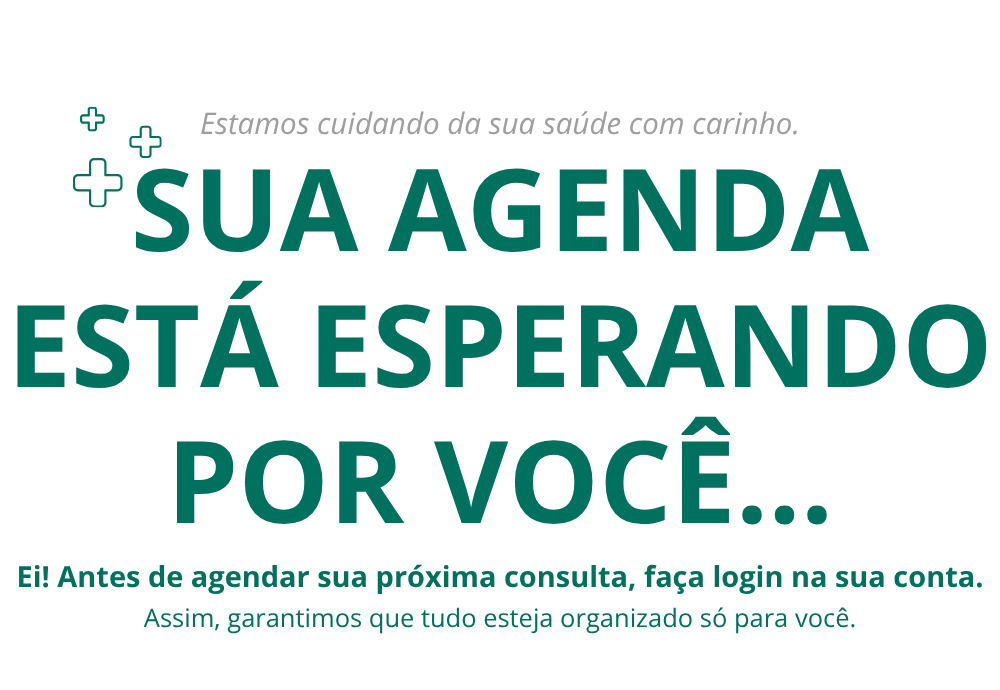 Estamos cuidando da sua saúde com carinho.
SUA AGENDA
ESTÁ ESPERANDO
POR VOCÊ...
Ei! Antes de agendar sua próxima consulta, faça login na sua conta.
Assim, garantimos que tudo esteja organizado só para você.